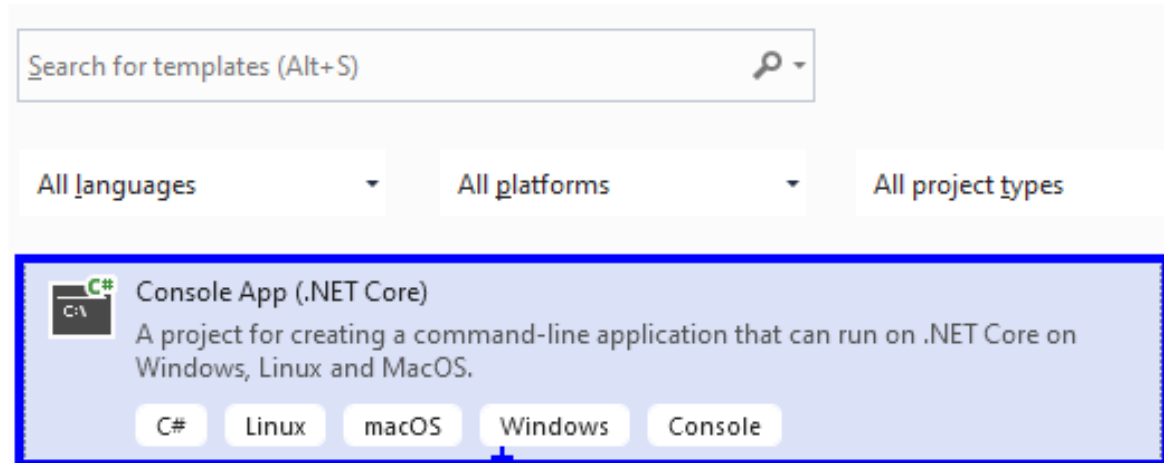 Search for templates (Alt+S)
All languages All platforms All project types
C#
C:\
Console App (.NET Core)
A project for creating a command-line application that can run on .NET Core on
Windows, Linux and MacOS.
C# Linux macOS Windows Console